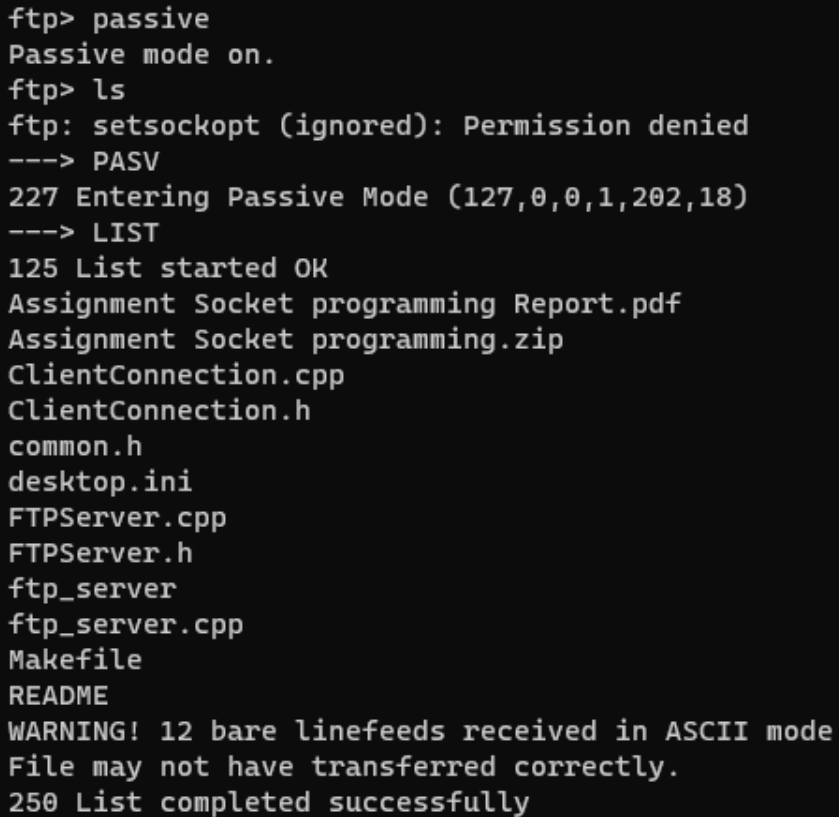 ftp> passive
Passive mode on.
ftp> ls
ftp: setsockopt (ignored): Permission denied
---> PASV
227 Entering Passive Mode (127,0,0,1,202,18)
---> LIST
125 List started OK
Assignment Socket programming Report.pdf
Assignment Socket programming.zip
ClientConnection.cpp
ClientConnection.h
common.h
desktop.ini
FTPServer.cpp
FTPServer.h
ftp_server
ftp_server.cpp
Makefile
README
WARNING! 12 bare linefeeds received in ASCII mode
File may not have transferred correctly.
250 List completed successfully